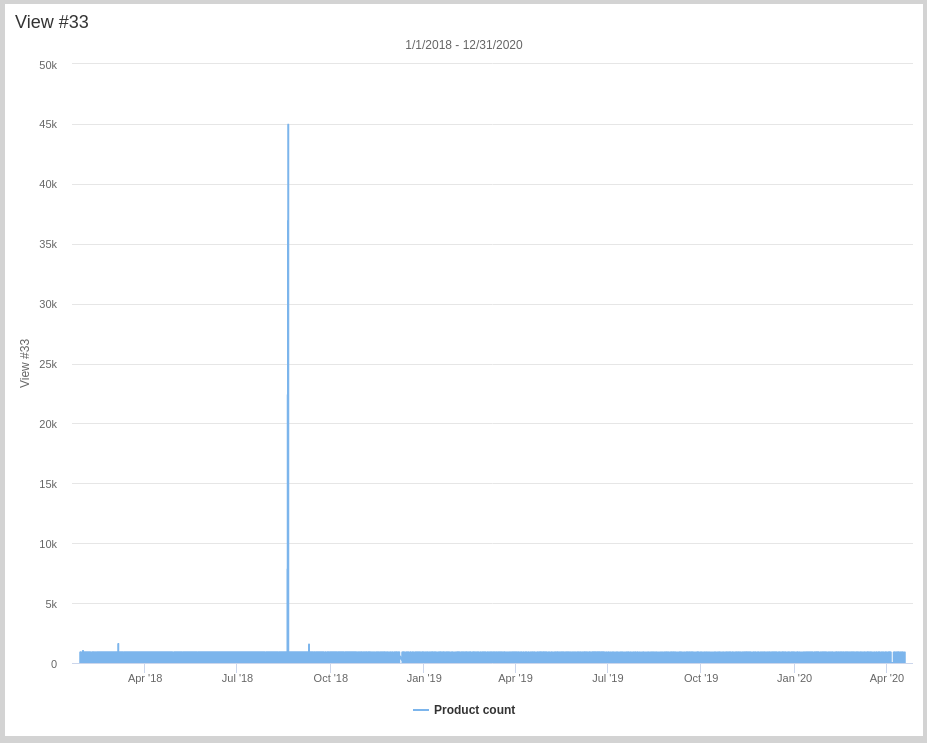 View #33
1/1/2018 - 12/31/2020
50k
45k
40k
35k
30k
25k
20k
15k
10k
5k
0
View #33
Apr '18
Jul '18
Oct '18
Jan '19
Apr '19
Jul '19
Oct '19
Jan '20
Apr '20
Product count